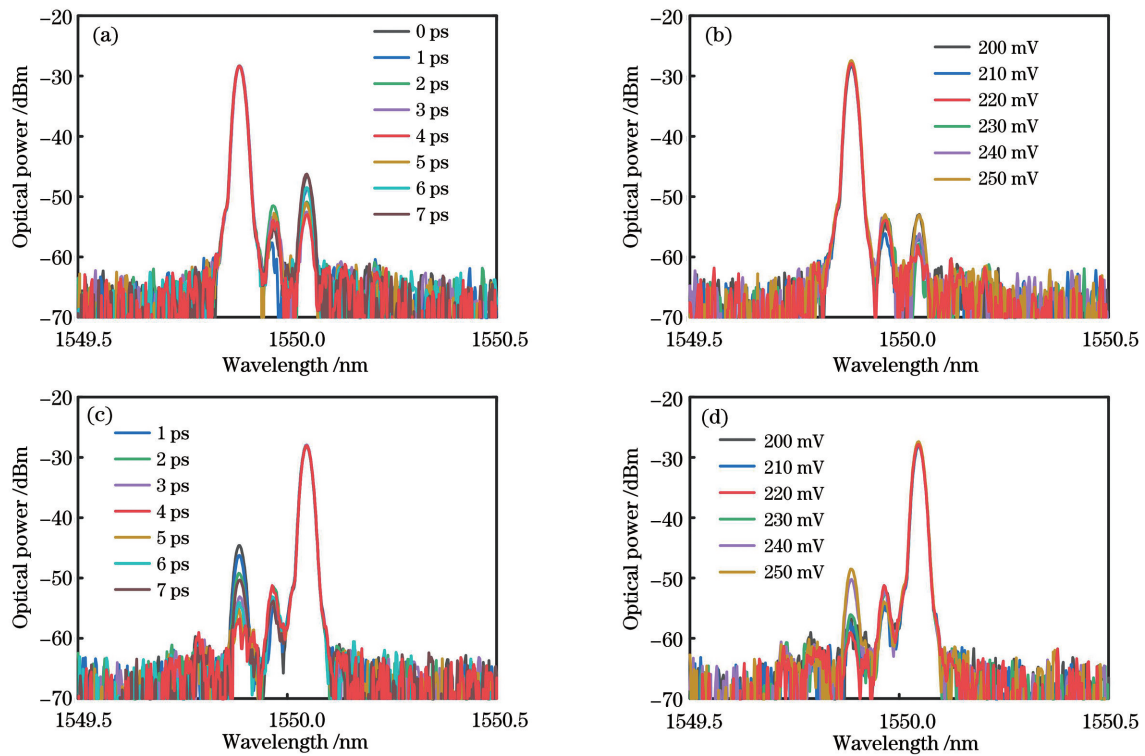 (a)
0 ps
1 ps
2 ps
3 ps
4 ps
5 ps
6 ps
7 ps
Optical power /dBm
−20
−30
−40
−50
−60
−70
1549.5
1550.0
1550.5
Wavelength /nm
(b)
200 mV
210 mV
220 mV
230 mV
240 mV
250 mV
Optical power /dBm
−20
−30
−40
−50
−60
−70
1549.5
1550.0
1550.5
Wavelength /nm
(c)
1 ps
2 ps
3 ps
4 ps
5 ps
6 ps
7 ps
Optical power /dBm
−20
−30
−40
−50
−60
−70
1549.5
1550.0
1550.5
Wavelength /nm
(d)
200 mV
210 mV
220 mV
230 mV
240 mV
250 mV
Optical power /dBm
−20
−30
−40
−50
−60
−70
1549.5
1550.0
1550.5
Wavelength /nm